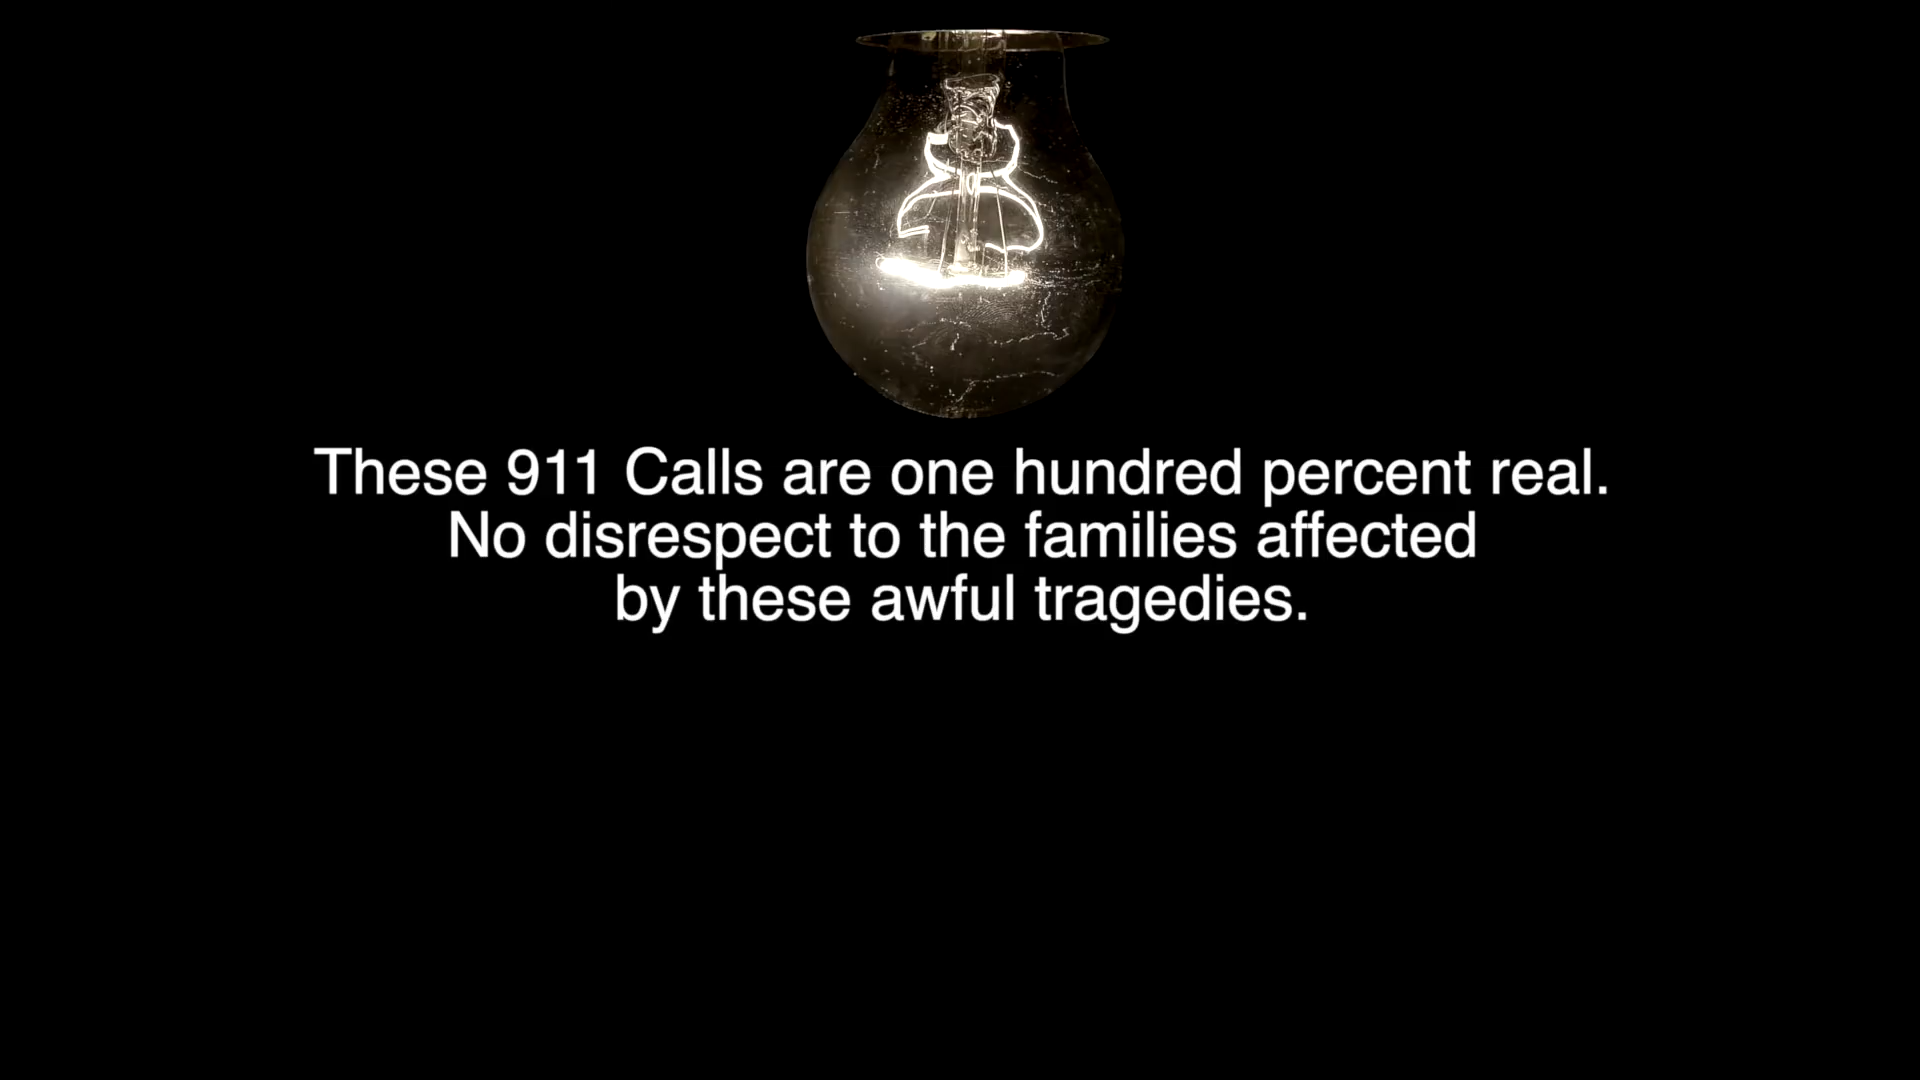 These 911 Calls are one hundred percent real.
No disrespect to the families affected
by these awful tragedies.